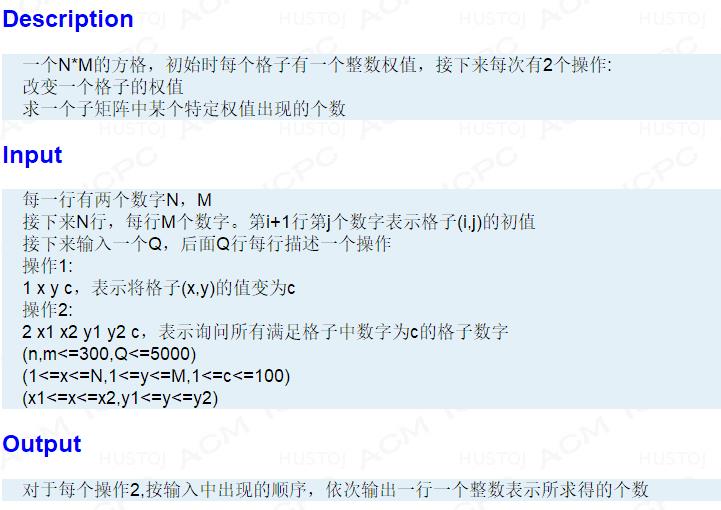 Description
一个N*M的方格，初始时每个格子有一个整数权值，接下来每次有2个操作:
改变一个格子的权值
求一个子矩阵中某个特定权值出现的个数
Input
每一行有两个数字N，M
接下来N行，每行M个数字。第i+1行第j个数字表示格子(i,j)的初值
接下来输入一个Q，后面Q行每行描述一个操作
操作1:
1 x y c，表示将格子(x,y)的值变为c
操作2:
2 x1 x2 y1 y2 c，表示询问所有满足格子中数字为c的格子数字
(n,m<=300,Q<=5000)
(1<=x<=N,1<=y<=M,1<=c<=100)
(x1<=x<=x2,y1<=y<=y2)
Output
对于每个操作2,按输入中出现的顺序，依次输出一行一个整数表示所求得的个数